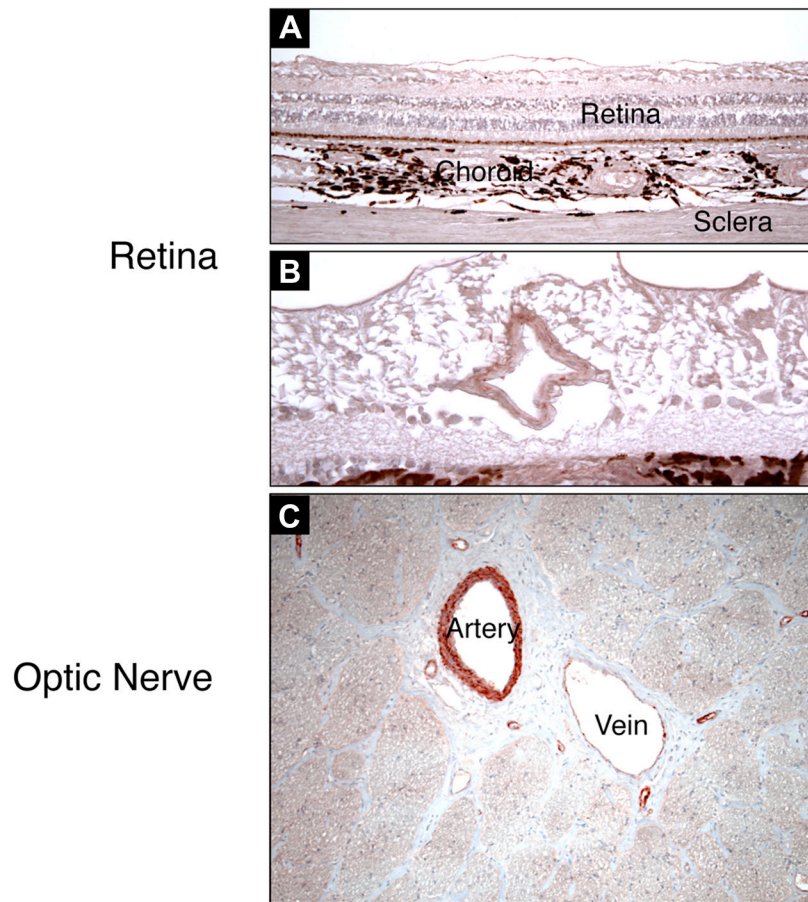 A
Retina
Choroid
Sclera
Retina
B
C
Artery
Vein
Optic Nerve